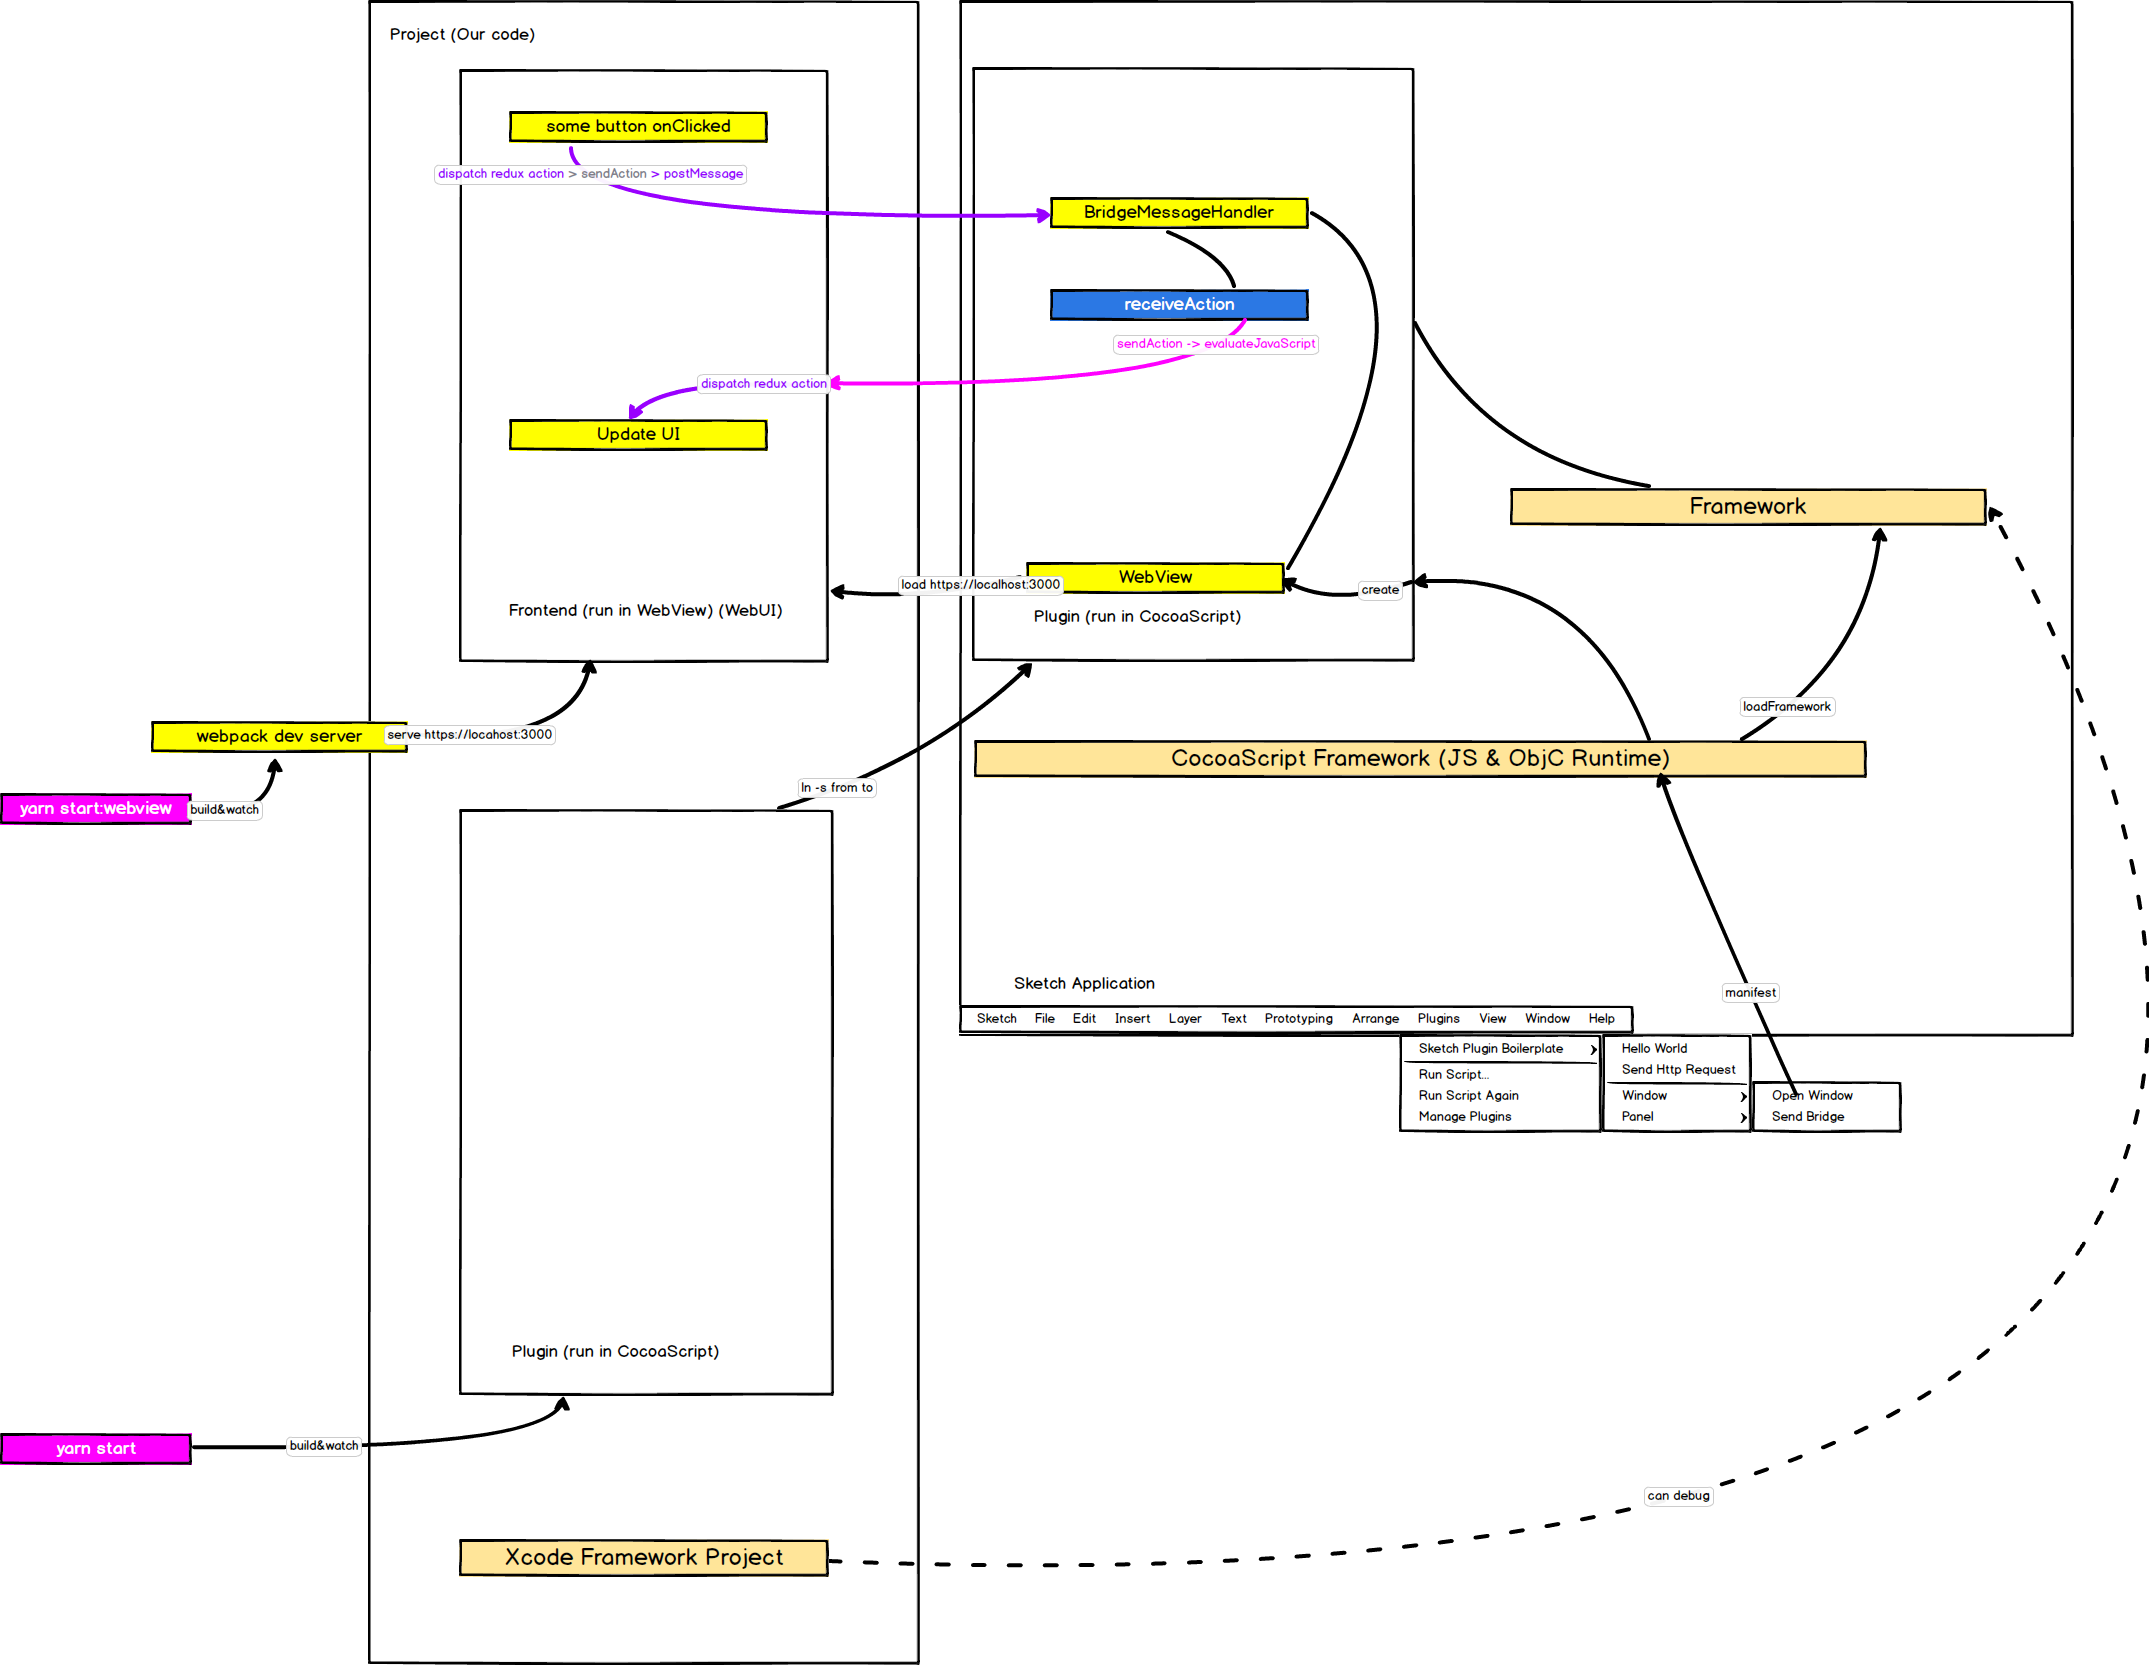 Project (Our code)
some button onClicked
dispatch redux action > sendAction > postMessage
BridgeMessageHandler
receiveAction
sendAction -> evaluateJavaScript
dispatch redux action
Update UI
Framework
WebView
load https://localhost:3000
create
Frontend (run in WebView) (WebUI)
Plugin (run in CocoaScript)
loadFramework
webpack dev server
serve https://locahost:3000
CocoaScript Framework (JS & ObjC Runtime)
yarn start:webview
build&watch
ln -s from to
Sketch Application
manifest
Sketch File Edit Insert Layer Text Prototyping Arrange Plugins View Window Help
Sketch Plugin Boilerplate
Run Script...
Run Script Again
Manage Plugins
Hello World
Send Http Request
Window
Panel
Open Window
Send Bridge
Plugin (run in CocoaScript)
yarn start
build&watch
can debug
Xcode Framework Project